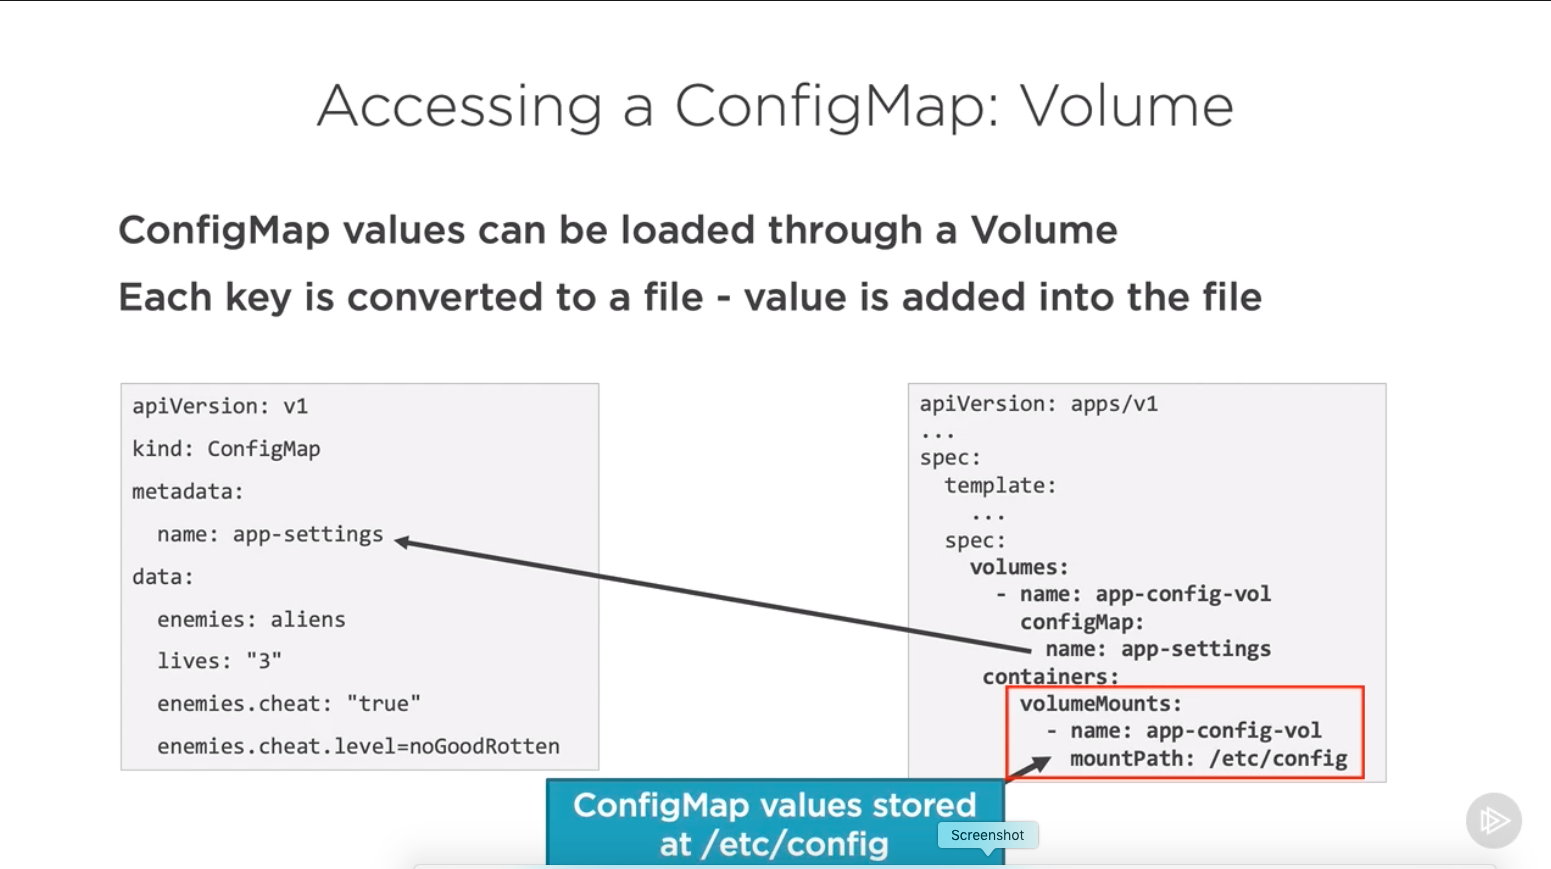 Accessing a ConfigMap: Volume
ConfigMap values can be loaded through a Volume
Each key is converted to a file - value is added into the file
apiVersion: v1
kind: ConfigMap
metadata:
  name: app-settings
data:
  enemies: aliens
  lives: "3"
  enemies.cheat: "true"
  enemies.cheat.level=noGoodRotten
apiVersion: apps/v1
...
spec:
  template:
    ...
  spec:
    volumes:
      - name: app-config-vol
        configMap:
          name: app-settings
     containers:
        volumeMounts:
          - name: app-config-vol
            mountPath: /etc/config
ConfigMap values stored
at /etc/config
Screenshot